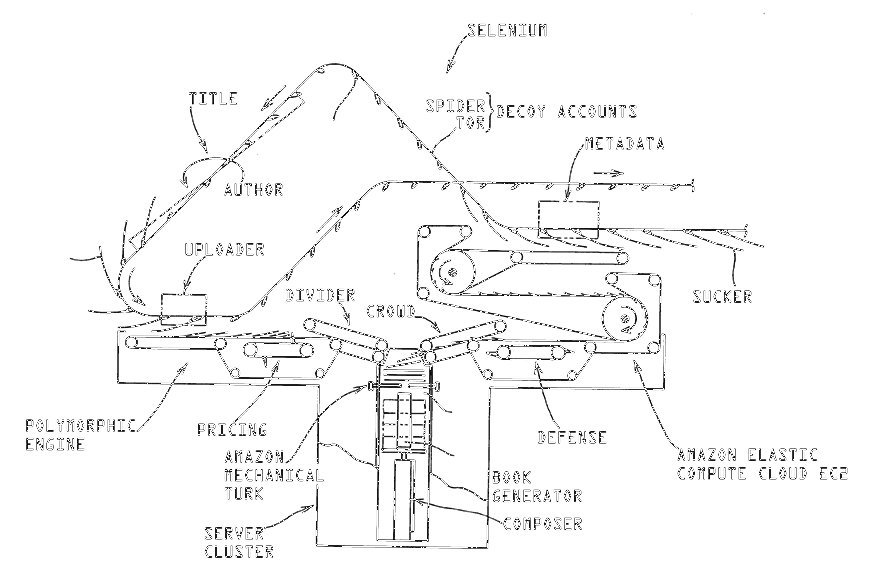 SELENIUM
TITLE
SPIDER
TOR
DECOY ACCOUNTS
METADATA
AUTHOR
UPLOADER
DIVIDER
CROWD
SUCKER
POLYMORPHIC
ENGINE
PRICING
DEFENSE
AMAZON
MECHANICAL
TURK
AMAZON ELASTIC
COMPUTE CLOUD EC2
BOOK
GENERATOR
COMPOSER
SERVER
CLUSTER